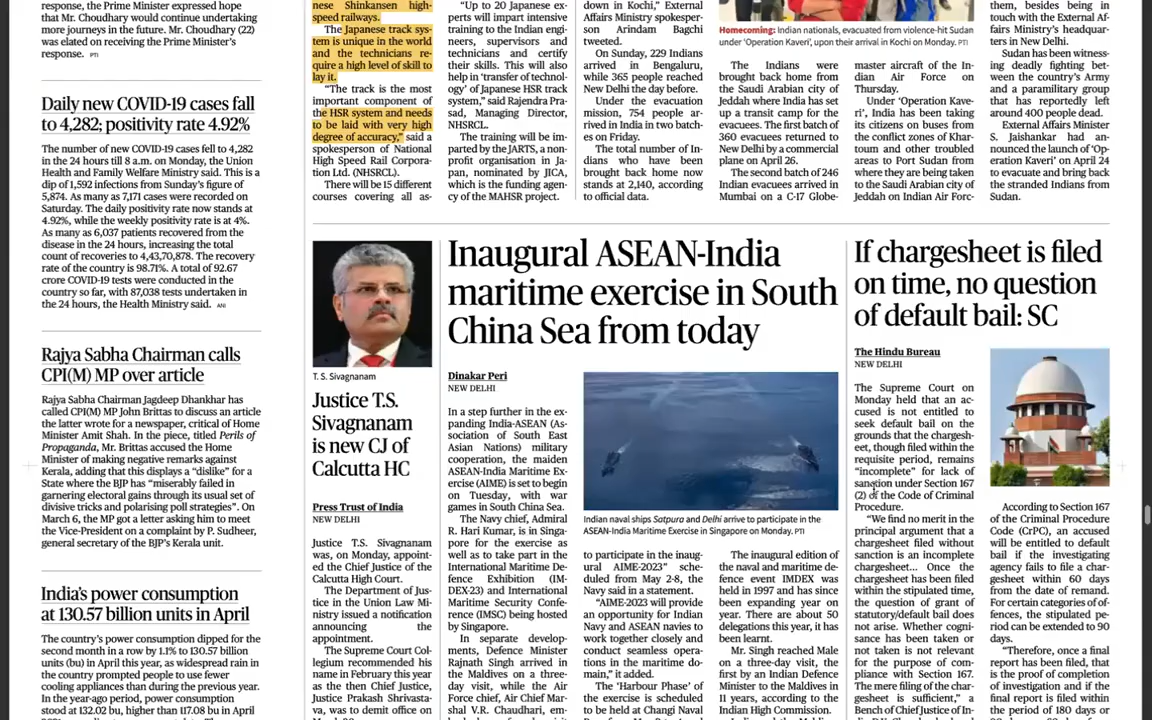 response, the Prime Minister expressed hope
that Mr. Choudhary would continue undertaking
more journeys in the future. Mr. Choudhary (22)
was elated on receiving the Prime Minister's
response. PTI
Daily new COVID-19 cases fall
to 4,282; positivity rate 4.92%
The number of new COVID-19 cases fell to 4,282
in the 24 hours till 8 a.m. on Monday, the Union
Health and Family Welfare Ministry said. This is a
dip of 1,592 infections from Sunday's figure of
5,874. As many as 7,171 cases were recorded on
Saturday. The daily positivity rate now stands at
4.92%, while the weekly positivity rate is at 4%.
As many as 6,037 patients recovered from the
disease in the 24 hours, increasing the total
count of recoveries to 4,43,70,878. The recovery
rate of the country is 98.71%. A total of 92.67
crore COVID-19 tests were conducted in the
country so far, with 87,038 tests undertaken in
the 24 hours, the Health Ministry said. ANI
Rajya Sabha Chairman calls
CPI(M) MP over article
Rajya Sabha Chairman Jagdeep Dhankhar has
called CPI(M) MP John Brittas to discuss an article
the latter wrote for a newspaper, critical of Home
Minister Amit Shah. In the piece, titled Perils of
Propaganda, Mr. Brittas accused the Home
Minister of making negative remarks against
Kerala, adding that this displays a “dislike” for a
State where the BJP has “miserably failed in
garnering electoral gains through its usual set of
divisive tricks and polarising poll strategies”. On
March 6, the MP got a letter asking him to meet
the Vice-President on a complaint by P. Sudheer,
general secretary of the BJP's Kerala unit.
India's power consumption
at 130.57 billion units in April
The country's power consumption dipped for the
second month in a row by 1.1% to 130.57 billion
units (bu) in April this year, as widespread rain in
the country prompted people to use fewer
cooling appliances than during the previous year.
In the year-ago period, power consumption
stood at 132.02 bu, higher than 117.08 bu in April
nese Shinkansen high-
speed railways.
The Japanese track sys-
tem is unique in the world
and the technicians re-
quire a high level of skill to
lay it.
“The track is the most
important component of
the HSR system and needs
to be laid with very high
degree of accuracy,” said a
spokesperson of National
High Speed Rail Corpora-
tion Ltd. (NHSRCL).
There will be 15 different
courses covering all as-
“Up to 20 Japanese ex-
perts will impart intensive
training to the Indian engi-
neers, supervisors and
technicians and certify
their skills. This will also
help in ‘transfer of technol-
ogy’ of Japanese HSR track
system,” said Rajendra Pra-
sad, Managing Director,
NHSRCL.
The training will be im-
parted by the JARTS, a non-
profit organisation in Ja-
pan, nominated by JICA,
which is the funding agen-
cy of the MAHSR project.
down in Kochi,” External
Affairs Ministry spokesper-
son Arindam Bagchi
tweeted.
On Sunday, 229 Indians
arrived in Bengaluru,
while 365 people reached
New Delhi the day before.
Under the evacuation
mission, 754 people ar-
rived in India in two batch-
es on Friday.
The total number of In-
dians who have been
brought back home now
stands at 2,140, according
to official data.
Homecoming: Indian nationals, evacuated from violence-hit Sudan
under ‘Operation Kaveri’, upon their arrival in Kochi on Monday. PTI
The Indians were
brought back home from
the Saudi Arabian city of
Jeddah where India has set
up a transit camp for the
evacuees. The first batch of
360 evacuees returned to
New Delhi by a commercial
plane on April 26.
The second batch of 246
Indian evacuees arrived in
Mumbai on a C-17 Globe-
master aircraft of the In-
dian Air Force on
Thursday.
Under ‘Operation Kave-
ri’, India has been taking
its citizens on buses from
the conflict zones of Khar-
toum and other troubled
areas to Port Sudan from
where they are being taken
to the Saudi Arabian city of
Jeddah on Indian Air Forc-
them, besides being in
touch with the External Af-
fairs Ministry's headquar-
ters in New Delhi.
Sudan has been witness-
ing deadly fighting bet-
ween the country's Army
and a paramilitary group
that has reportedly left
around 400 people dead.
External Affairs Minister
S. Jaishankar had an-
nounced the launch of ‘Op-
eration Kaveri’ on April 24
to evacuate and bring back
the stranded Indians from
Sudan.
T. S. Sivagnanam
Justice T.S.
Sivagnanam
is new CJ of
Calcutta HC
Press Trust of India
NEW DELHI
Justice T.S. Sivagnanam
was, on Monday, appoint-
ed the Chief Justice of the
Calcutta High Court.
The Department of Jus-
tice in the Union Law Mi-
nistry issued a notification
announcing the
appointment.
The Supreme Court Col-
legium recommended his
name in February this year
as the then Chief Justice,
Justice Prakash Shrivasta-
va, was to demit office on
Inaugural ASEAN-India
maritime exercise in South
China Sea from today
Dinakar Peri
NEW DELHI
In a step further in the ex-
panding India-ASEAN (As-
sociation of South East
Asian Nations) military
cooperation, the maiden
ASEAN-India Maritime Ex-
ercise (AIME) is set to begin
on Tuesday, with war
games in South China Sea.
The Navy chief, Admiral
R. Hari Kumar, is in Singa-
pore for the exercise as
well as to take part in the
International Maritime De-
fence Exhibition (IM-
DEX-23) and International
Maritime Security Confe-
rence (IMSC) being hosted
by Singapore.
In separate develop-
ments, Defence Minister
Rajnath Singh arrived in
the Maldives on a three-
day visit, while the Air
Force chief, Air Chief Mar-
shal V.R. Chaudhari, em-
Indian naval ships Satpura and Delhi arrive to participate in the
ASEAN-India Maritime Exercise in Singapore on Monday. PTI
to participate in the inaug-
ural AIME-2023” sche-
duled from May 2-8, the
Navy said in a statement.
“AIME-2023 will provide
an opportunity for Indian
Navy and ASEAN navies to
work together closely and
conduct seamless opera-
tions in the maritime do-
main,” it added.
The ‘Harbour Phase’ of
the exercise is scheduled
to be held at Changi Naval
The inaugural edition of
the naval and maritime de-
fence event IMDEX was
held in 1997 and has since
been expanding year on
year. There are about 50
delegations this year, it has
been learnt.
Mr. Singh reached Male
on a three-day visit, the
first by an Indian Defence
Minister to the Maldives in
11 years, according to the
Indian High Commission.
If chargesheet is filed
on time, no question
of default bail: SC
The Hindu Bureau
NEW DELHI
The Supreme Court on
Monday held that an ac-
cused is not entitled to
seek default bail on the
grounds that the chargesh-
eet, though filed within the
requisite period, remains
“incomplete” for lack of
sanction under Section 167
(2) of the Code of Criminal
Procedure.
“We find no merit in the
principal argument that a
chargesheet filed without
sanction is an incomplete
chargesheet... Once the
chargesheet has been filed
within the stipulated time,
the question of grant of
statutory/default bail does
not arise. Whether cogni-
sance has been taken or
not taken is not relevant
for the purpose of com-
pliance with Section 167.
The mere filing of the char-
gesheet is sufficient,” a
Bench of Chief Justice of In-
According to Section 167
of the Criminal Procedure
Code (CrPC), an accused
will be entitled to default
bail if the investigating
agency fails to file a char-
gesheet within 60 days
from the date of remand.
For certain categories of of-
fences, the stipulated pe-
riod can be extended to 90
days.
“Therefore, once a final
report has been filed, that
is the proof of completion
of investigation and if the
final report is filed within
the period of 180 days or